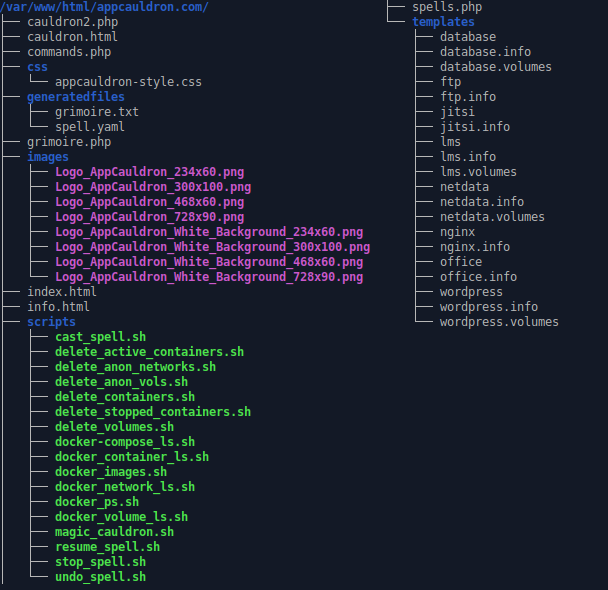 /var/www/html/appcauldron.com/
├── cauldron2.php
├── cauldron.html
├── commands.php
├── css
│   └── appcauldron-style.css
├── generatedfiles
│   ├── grimoire.txt
│   └── spell.yaml
├── grimoire.php
├── images
│   ├── Logo_AppCauldron_234x60.png
│   ├── Logo_AppCauldron_300x100.png
│   ├── Logo_AppCauldron_468x60.png
│   ├── Logo_AppCauldron_728x90.png
│   ├── Logo_AppCauldron_White_Background_234x60.png
│   ├── Logo_AppCauldron_White_Background_300x100.png
│   ├── Logo_AppCauldron_White_Background_468x60.png
│   └── Logo_AppCauldron_White_Background_728x90.png
├── index.html
├── info.html
├── scripts
│   ├── cast_spell.sh
│   ├── delete_active_containers.sh
│   ├── delete_anon_networks.sh
│   ├── delete_anon_vols.sh
│   ├── delete_containers.sh
│   ├── delete_stopped_containers.sh
│   ├── delete_volumes.sh
│   ├── docker-compose_ls.sh
│   ├── docker_container_ls.sh
│   ├── docker_images.sh
│   ├── docker_network_ls.sh
│   ├── docker_ps.sh
│   ├── docker_volume_ls.sh
│   ├── magic_cauldron.sh
│   ├── resume_spell.sh
│   ├── stop_spell.sh
│   └── undo_spell.sh
├── spells.php
└── templates
    ├── database
    ├── database.info
    ├── database.volumes
    ├── ftp
    ├── ftp.info
    ├── jitsi
    ├── jitsi.info
    ├── lms
    ├── lms.info
    ├── lms.volumes
    ├── netdata
    ├── netdata.info
    ├── netdata.volumes
    ├── nginx
    ├── nginx.info
    ├── office
    ├── office.info
    ├── wordpress
    ├── wordpress.info
    └── wordpress.volumes